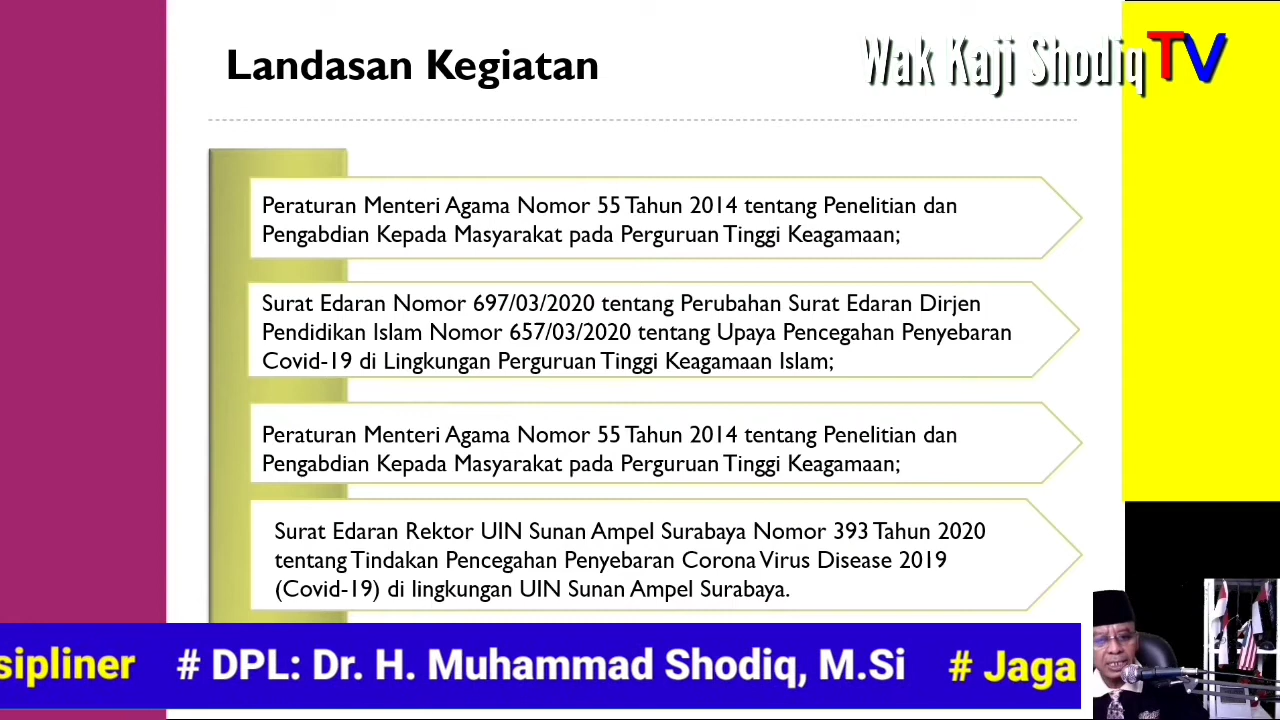 Landasan Kegiatan
Wak Kaji Shodiq TV
Peraturan Menteri Agama Nomor 55 Tahun 2014 tentang Penelitian dan
Pengabdian Kepada Masyarakat pada Perguruan Tinggi Keagamaan;
Surat Edaran Nomor 697/03/2020 tentang Perubahan Surat Edaran Dirjen
Pendidikan Islam Nomor 657/03/2020 tentang Upaya Pencegahan Penyebaran
Covid-19 di Lingkungan Perguruan Tinggi Keagamaan Islam;
Peraturan Menteri Agama Nomor 55 Tahun 2014 tentang Penelitian dan
Pengabdian Kepada Masyarakat pada Perguruan Tinggi Keagamaan;
Surat Edaran Rektor UIN Sunan Ampel Surabaya Nomor 393 Tahun 2020
tentang Tindakan Pencegahan Penyebaran Corona Virus Disease 2019
(Covid-19) di lingkungan UIN Sunan Ampel Surabaya.
sipliner # DPL: Dr. H. Muhammad Shodiq, M.Si # Jaga